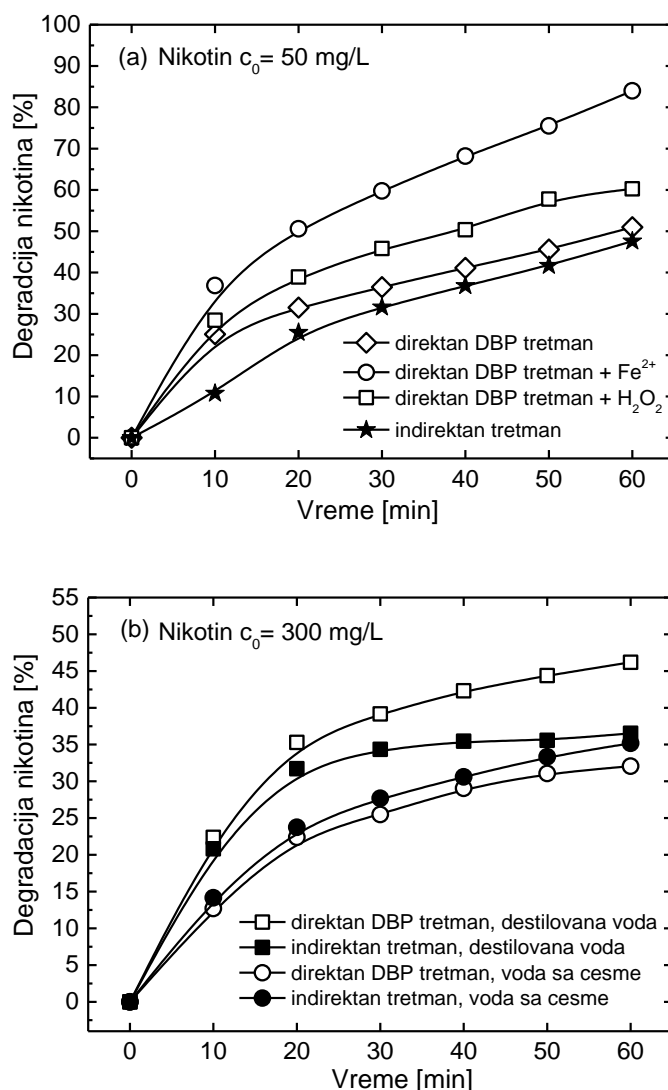 100
90
80
70
60
50
40
30
20
10
0
Degradcija nikotina [%]
(a) Nikotin c₀= 50 mg/L
direktan DBP tretman
direktan DBP tretman + Fe²⁺
direktan DBP tretman + H₂O₂
indirektan tretman
0 10 20 30 40 50 60
Vreme [min]
55
50
45
40
35
30
25
20
15
10
5
0
Degradacija nikotina [%]
(b) Nikotin c₀= 300 mg/L
direktan DBP tretman, destilovana voda
indirektan tretman, destilovana voda
direktan DBP tretman, voda sa cesme
indirektan tretman, voda sa cesme
0 10 20 30 40 50 60
Vreme [min]